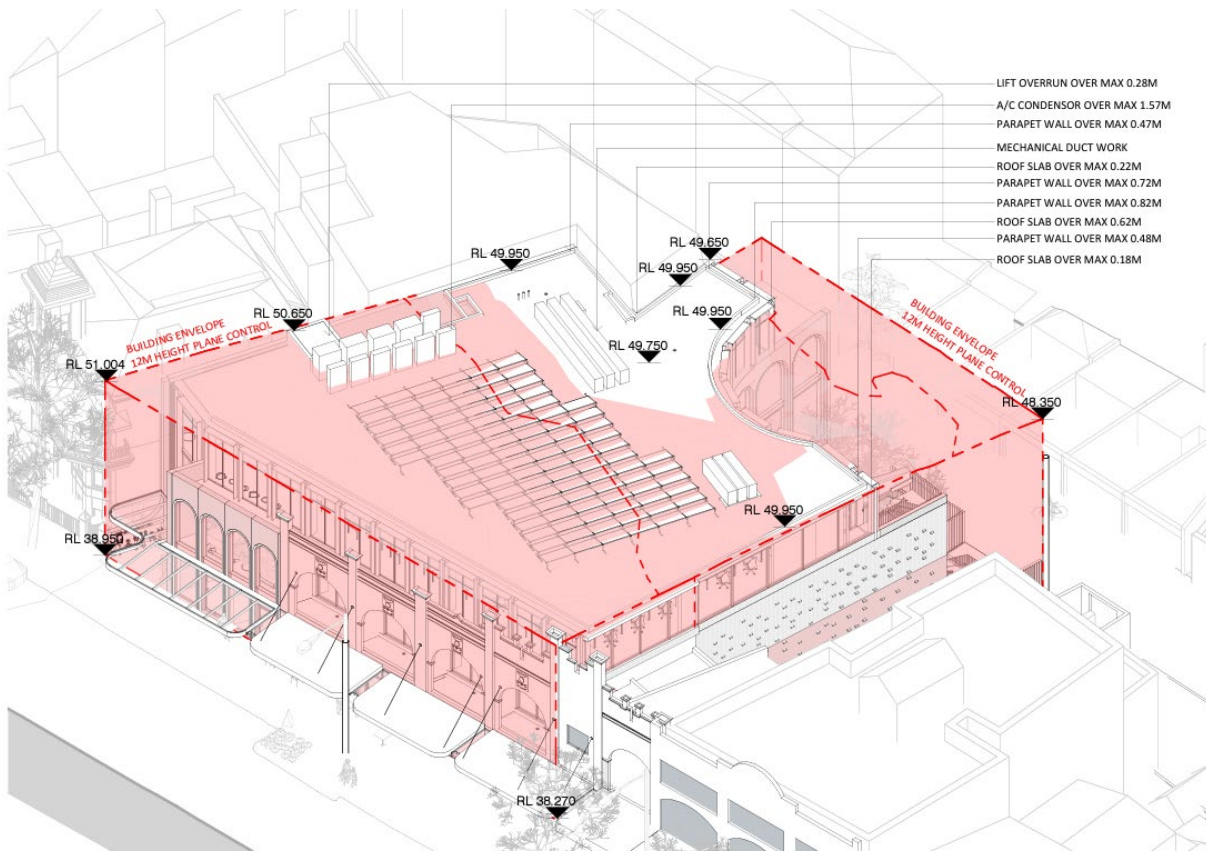 LIFT OVERRUN OVER MAX 0.28M
A/C CONDENSOR OVER MAX 1.57M
PARAPET WALL OVER MAX 0.47M
MECHANICAL DUCT WORK
ROOF SLAB OVER MAX 0.22M
PARAPET WALL OVER MAX 0.72M
PARAPET WALL OVER MAX 0.82M
ROOF SLAB OVER MAX 0.62M
PARAPET WALL OVER MAX 0.48M
ROOF SLAB OVER MAX 0.18M
RL 49.650
RL 49.950
RL 49.950
RL 50.650
RL 49.950
BUILDING ENVELOPE
12M HEIGHT PLANE CONTROL
BUILDING ENVELOPE
12M HEIGHT PLANE CONTROL
RL 49.750
RL 51.004
RL 48.350
RL 49.950
RL 38.950
RL 38.270